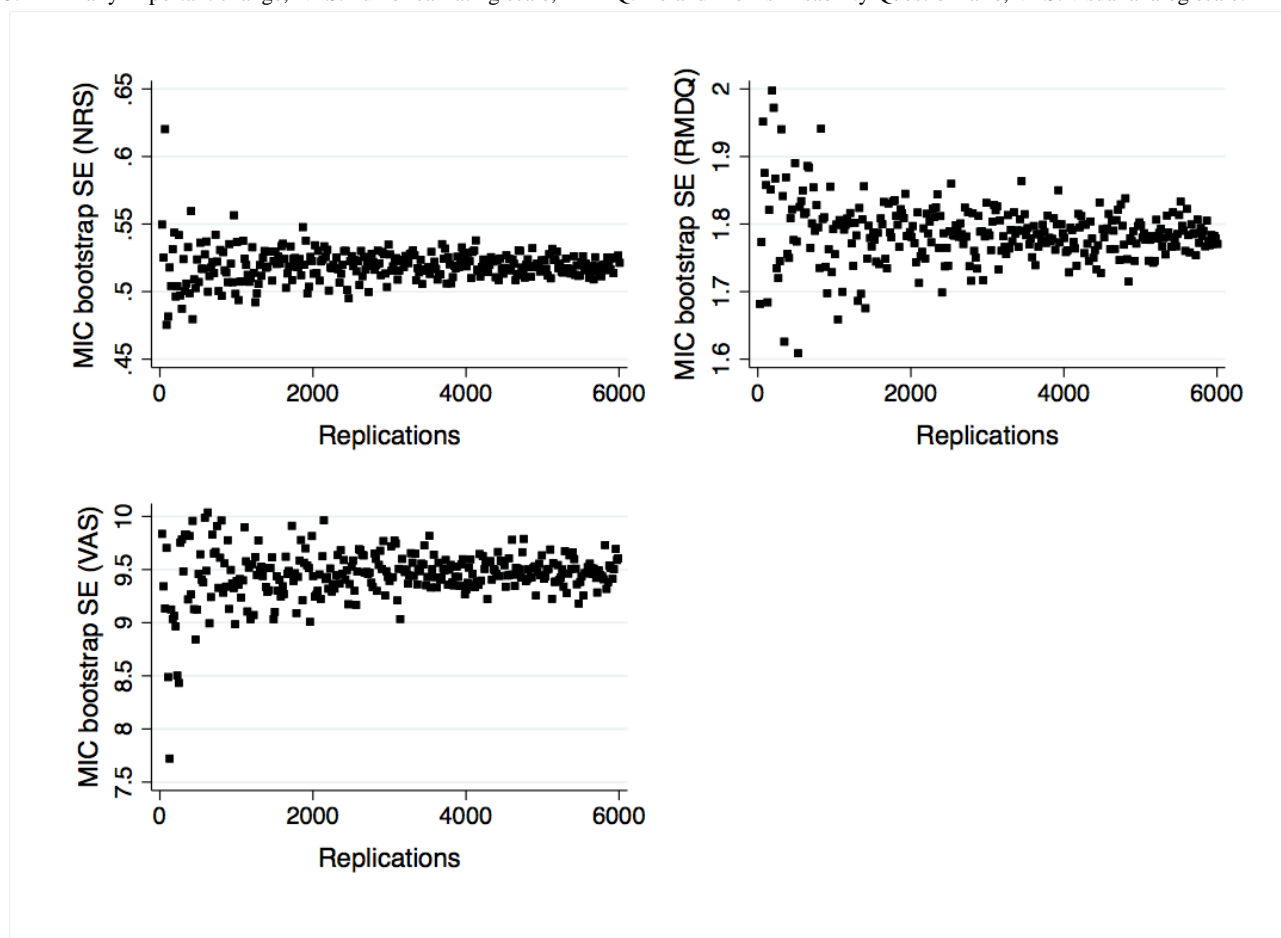 MIC bootstrap SE (NRS)
.65
.6
.55
.5
.45
0 2000 4000 6000
Replications
MIC bootstrap SE (RMDQ)
2
1.9
1.8
1.7
1.6
0 2000 4000 6000
Replications
MIC bootstrap SE (VAS)
10
9.5
9
8.5
8
7.5
0 2000 4000 6000
Replications